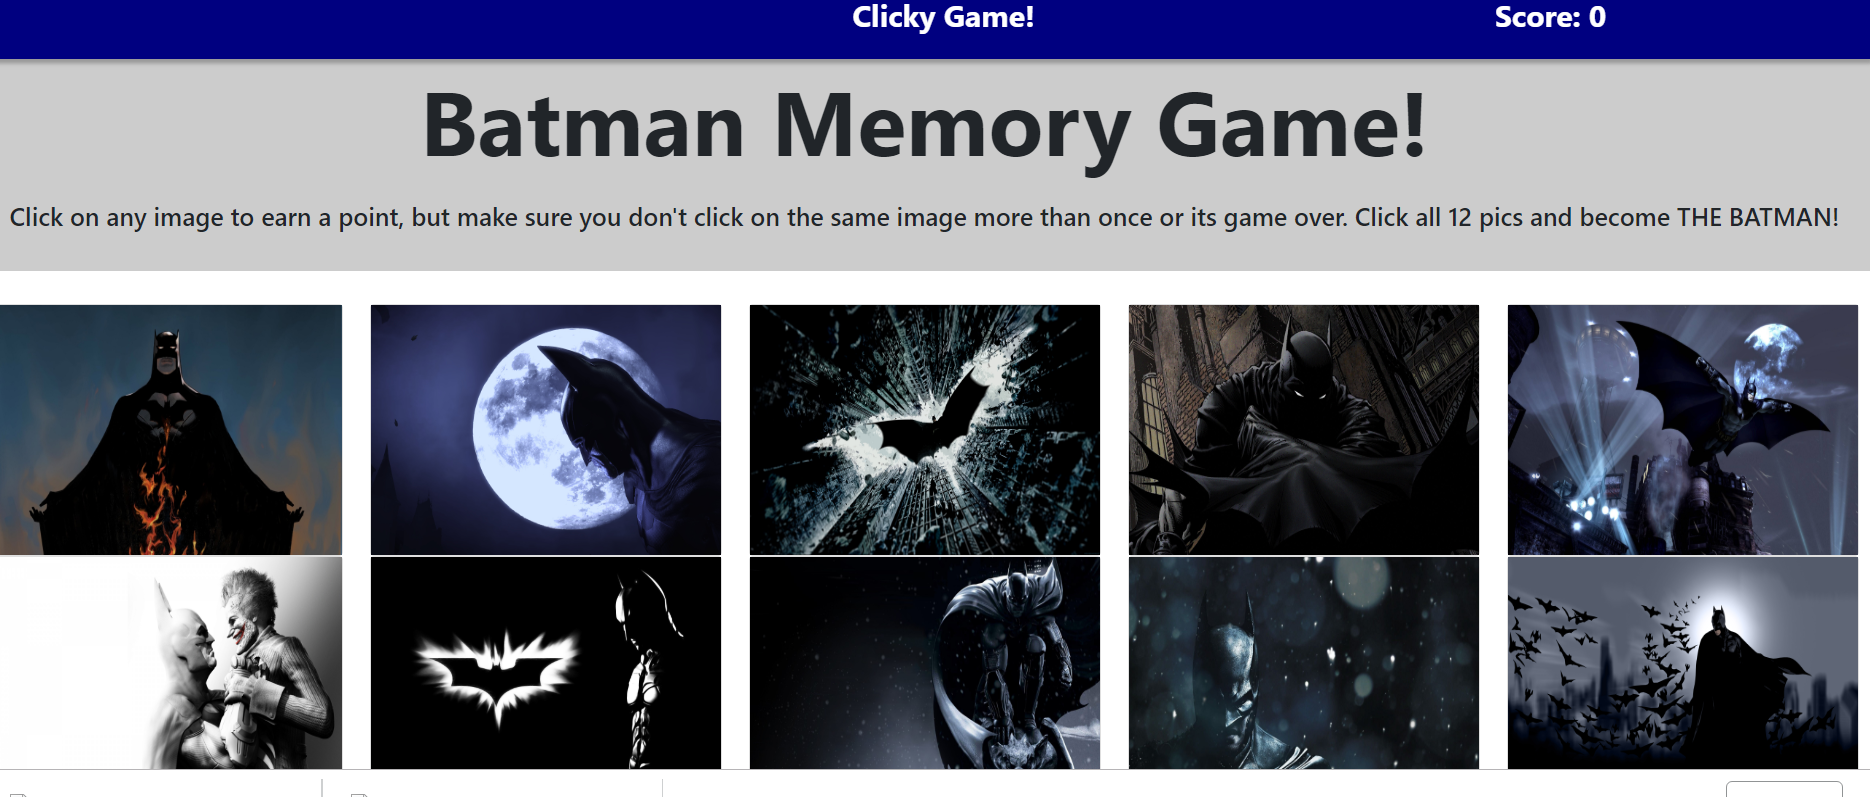 Clicky Game!
Score: 0
Batman Memory Game!
Click on any image to earn a point, but make sure you don't click on the same image more than once or its game over. Click all 12 pics and become THE BATMAN!